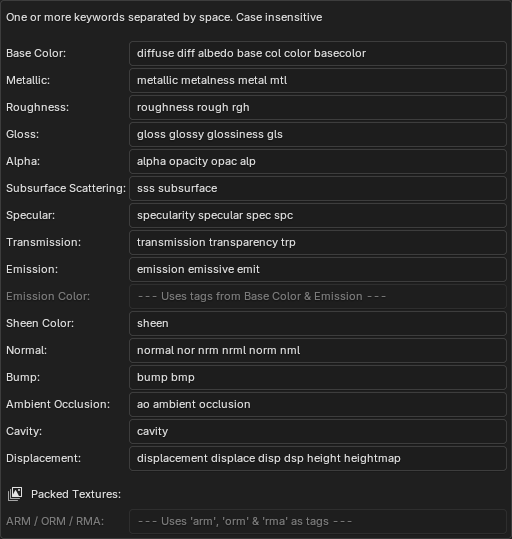 One or more keywords separated by space. Case insensitive
Base Color: diffuse diff albedo base col color basecolor
Metallic: metallic metalness metal mtl
Roughness: roughness rough rgh
Gloss: gloss glossy glossiness gls
Alpha: alpha opacity opac alp
Subsurface Scattering: sss subsurface
Specular: specularity specular spec spc
Transmission: transmission transparency trp
Emission: emission emissive emit
Emission Color: --- Uses tags from Base Color & Emission ---
Sheen Color: sheen
Normal: normal nor nrm nrml norm nml
Bump: bump bmp
Ambient Occlusion: ao ambient occlusion
Cavity: cavity
Displacement: displacement displace disp dsp height heightmap
Packed Textures:
ARM / ORM / RMA: --- Uses 'arm', 'orm' & 'rma' as tags ---